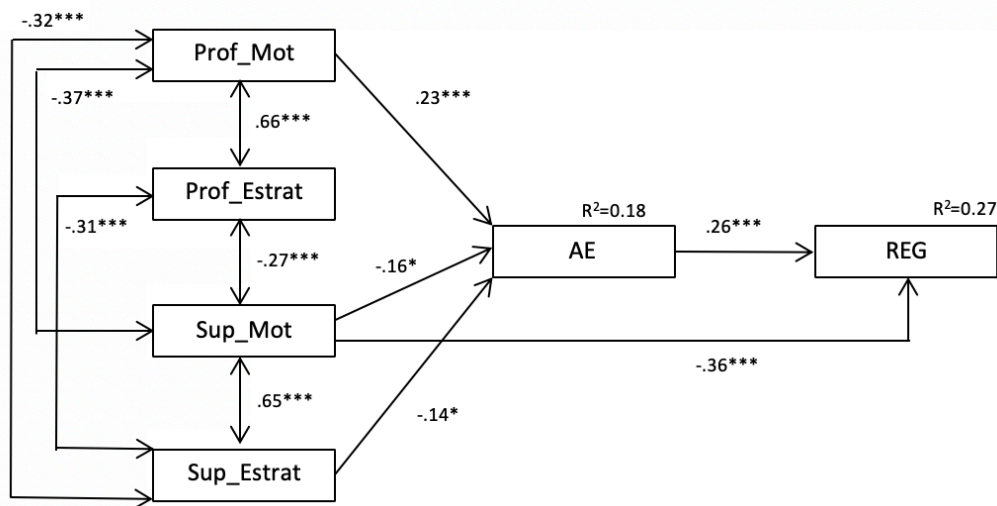 -.32***
Prof_Mot
-.37***
.23***
.66***
Prof_Estrat
-.31***
R²=0.18
R²=0.27
.26***
AE
REG
-.27***
-.16*
Sup_Mot
-.36***
.65***
-.14*
Sup_Estrat